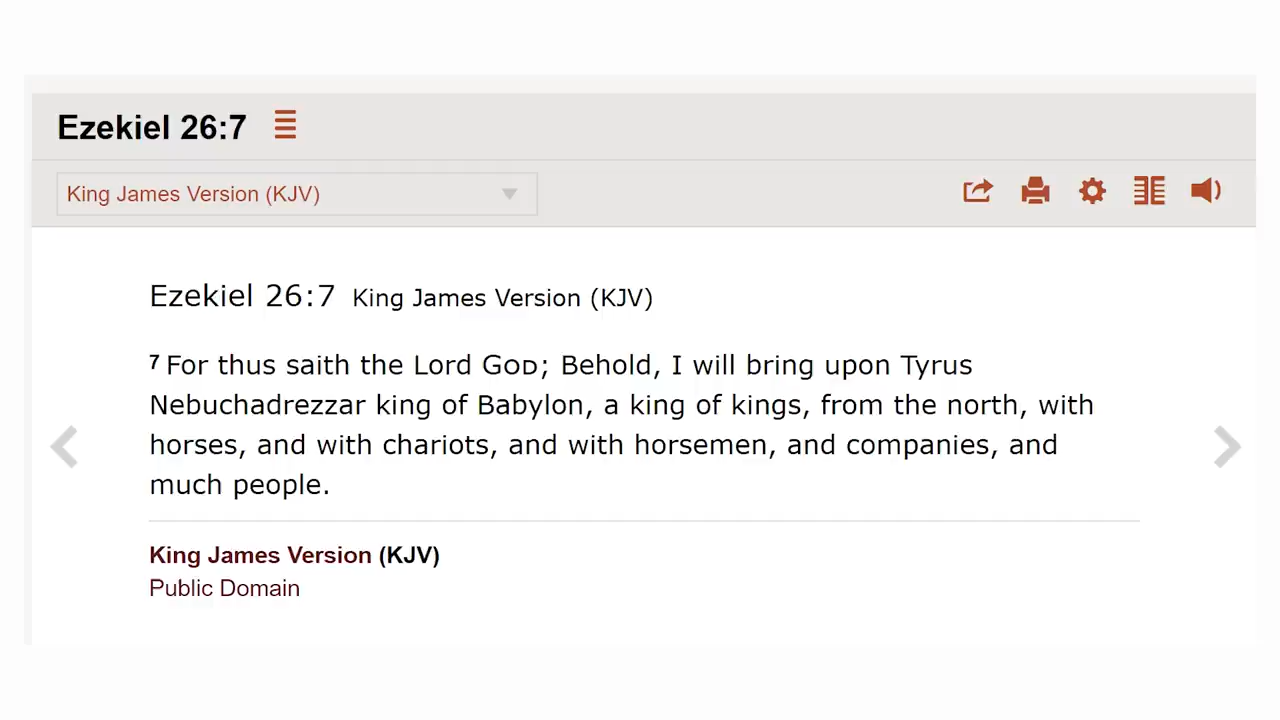 Ezekiel 26:7
King James Version (KJV)
Ezekiel 26:7 King James Version (KJV)
7 For thus saith the Lord GOD; Behold, I will bring upon Tyrus
Nebuchadrezzar king of Babylon, a king of kings, from the north, with
horses, and with chariots, and with horsemen, and companies, and
much people.
King James Version (KJV)
Public Domain